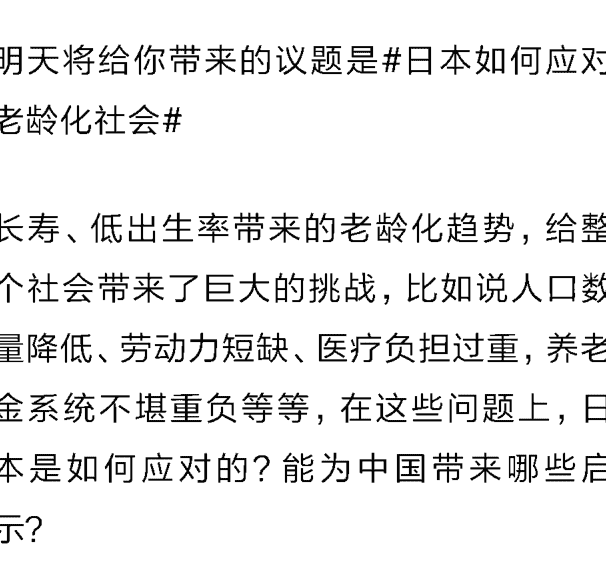 明天将给你带来的议题是#日本如何应对
老龄化社会#
长寿、低出生率带来的老龄化趋势，给整
个社会带来了巨大的挑战，比如说人口数
量降低、劳动力短缺、医疗负担过重，养老
金系统不堪重负等等，在这些问题上，日
本是如何应对的？能为中国带来哪些启
示？